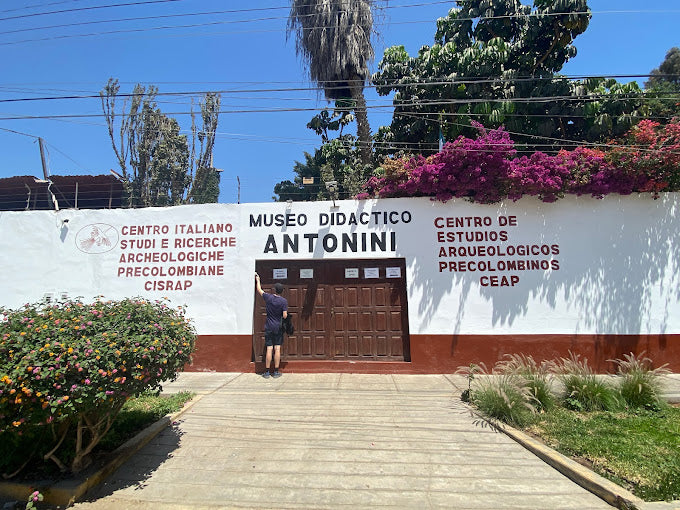 CENTRO ITALIANO
STUDI E RICERCHE
ARCHEOLOGICHE
PRECOLOMBIANE
CISRAP
MUSEO DIDACTICO
ANTONINI
CENTRO DE
ESTUDIOS
ARQUEOLOGICOS
PRECOLOMBINOS
CEAP